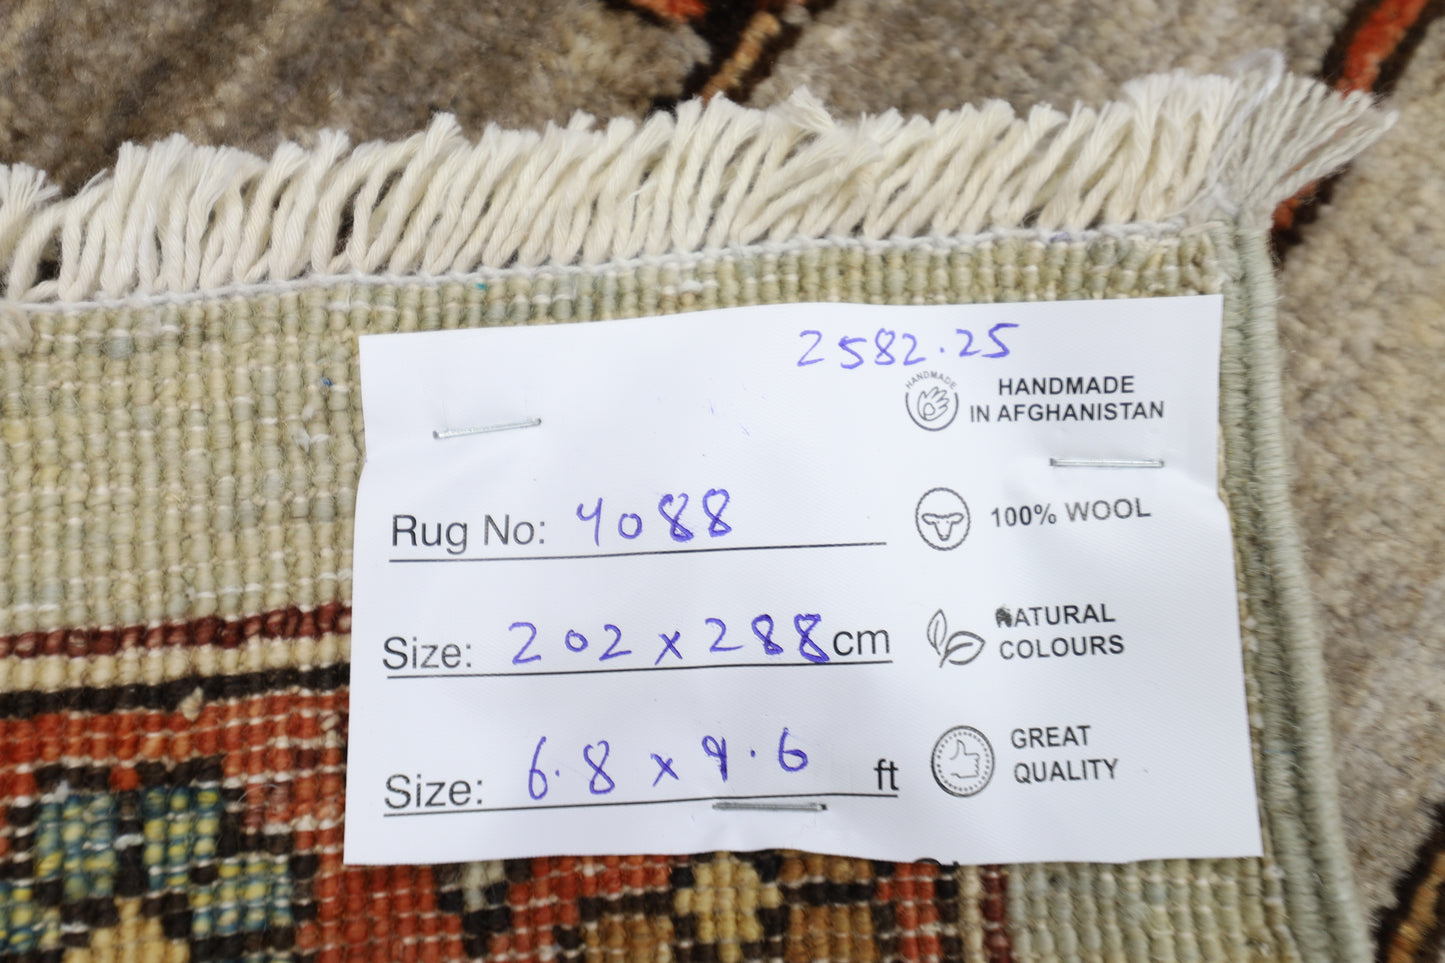 2582.25
HANDMADE
HANDMADE
IN AFGHANISTAN
Rug No: 4088
100% WOOL
Size: 202 x 288 cm
NATURAL
COLOURS
Size: 6.8 x 9.6 ft
GREAT
QUALITY